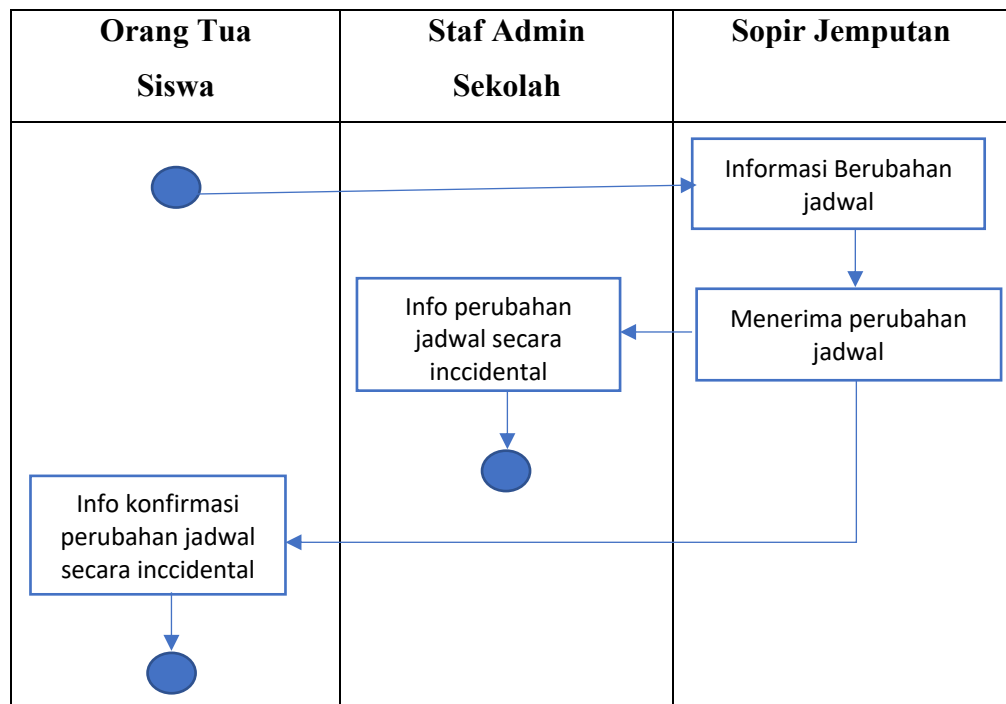 Orang Tua
Siswa
Staf Admin
Sekolah
Sopir Jemputan
Informasi Berubahan
jadwal
Info perubahan
jadwal secara
inccidental
Menerima perubahan
jadwal
Info konfirmasi
perubahan jadwal
secara inccidental